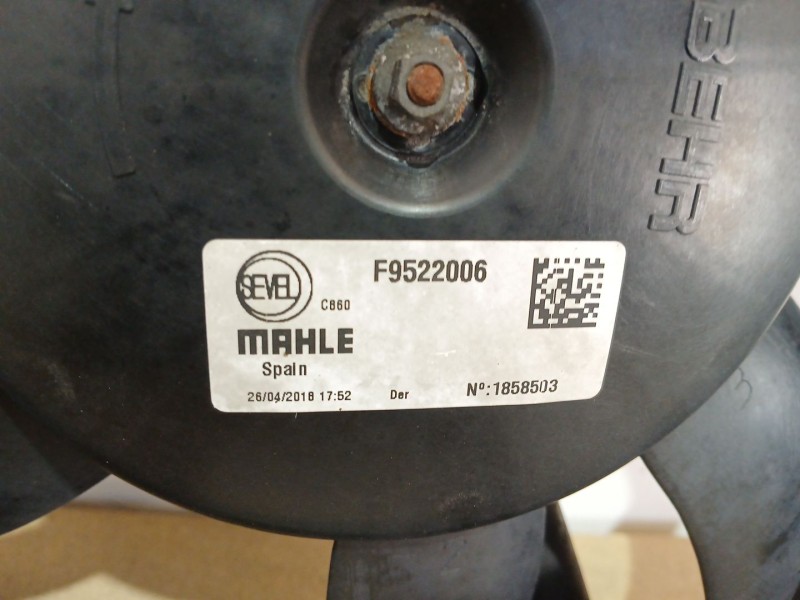 BEHR
SEVEL
C860
F9522006
MAHLE
Spain
26/04/2018 17:52
Der
Nº:1858503